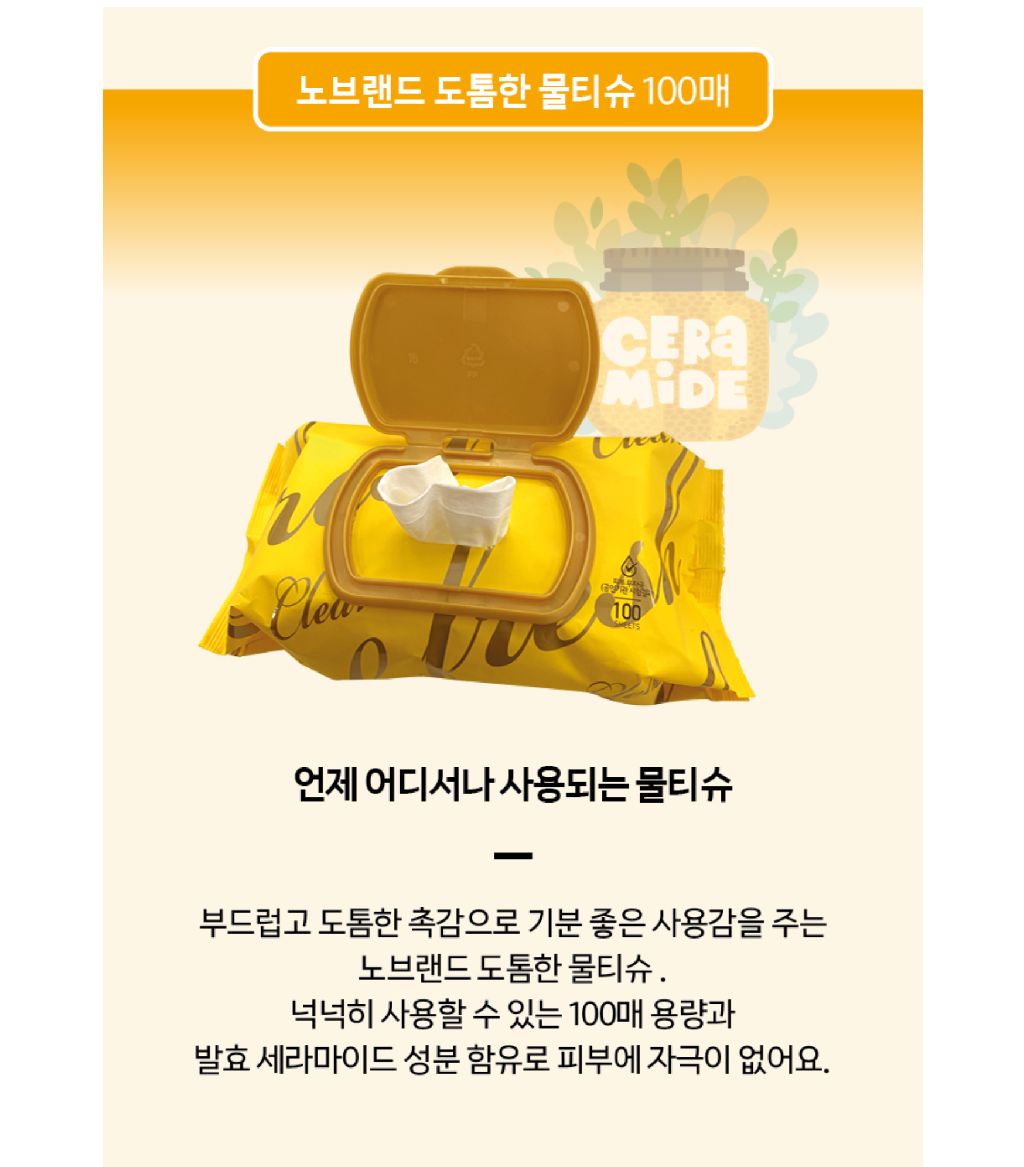 노브랜드 도톰한 물티슈 100매
CERA
MiDE
Clean
Clean
fresh
100
SHEETS
언제 어디서나 사용되는 물티슈
부드럽고 도톰한 촉감으로 기분 좋은 사용감을 주는
노브랜드 도톰한 물티슈 .
넉넉히 사용할 수 있는 100매 용량과
발효 세라마이드 성분 함유로 피부에 자극이 없어요.